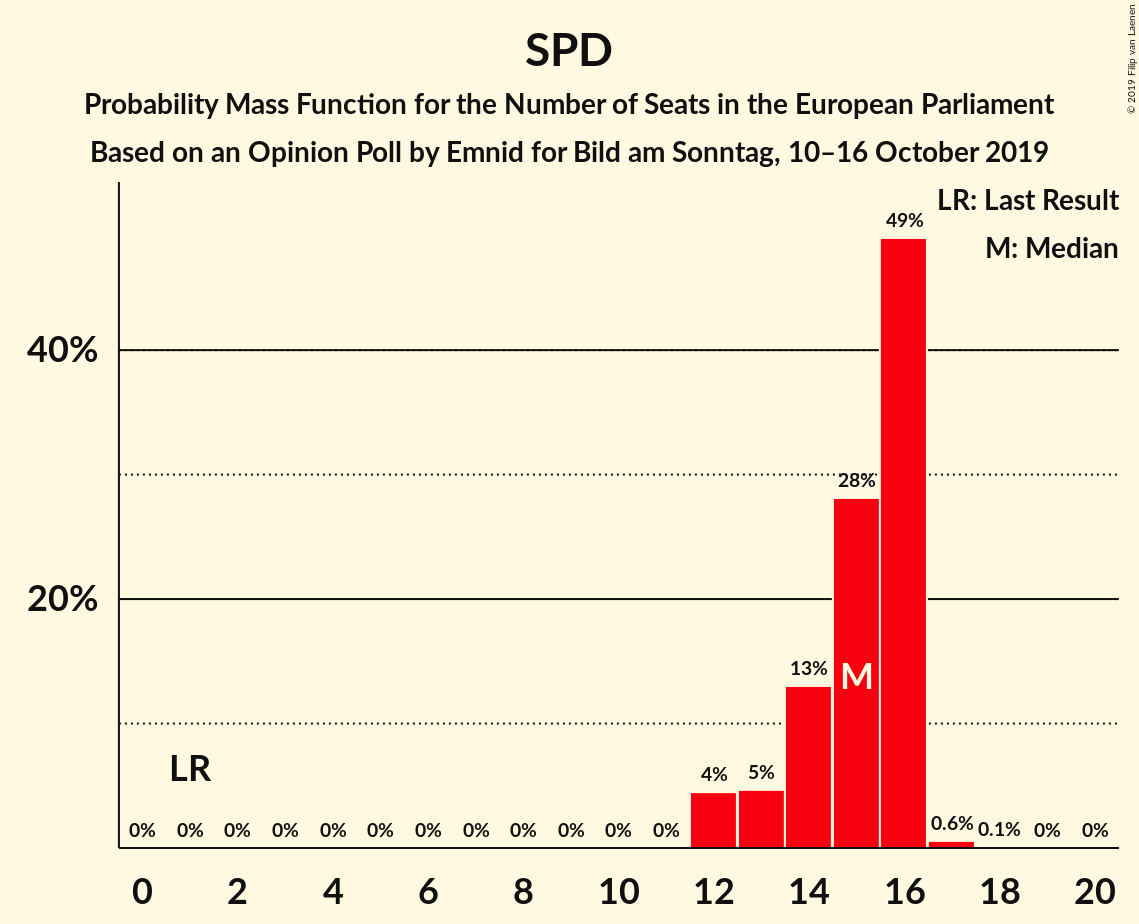 SPD
Probability Mass Function for the Number of Seats in the European Parliament
Based on an Opinion Poll by Emnid for Bild am Sonntag, 10–16 October 2019
© 2019 Filip van Laenen
LR: Last Result
M: Median
49%
40%
28%
20%
13%
M
LR
4%
5%
0% 0% 0% 0% 0% 0% 0% 0% 0% 0% 0% 0% 0.6% 0.1% 0% 0%
0 2 4 6 8 10 12 14 16 18 20